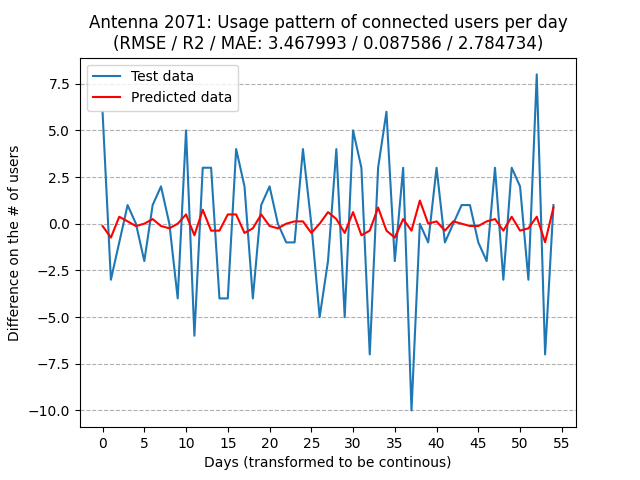 Antenna 2071: Usage pattern of connected users per day
(RMSE / R2 / MAE: 3.467993 / 0.087586 / 2.784734)
Test data
Predicted data
Difference on the # of users
7.5
5.0
2.5
0.0
−2.5
−5.0
−7.5
−10.0
0 5 10 15 20 25 30 35 40 45 50 55
Days (transformed to be continous)